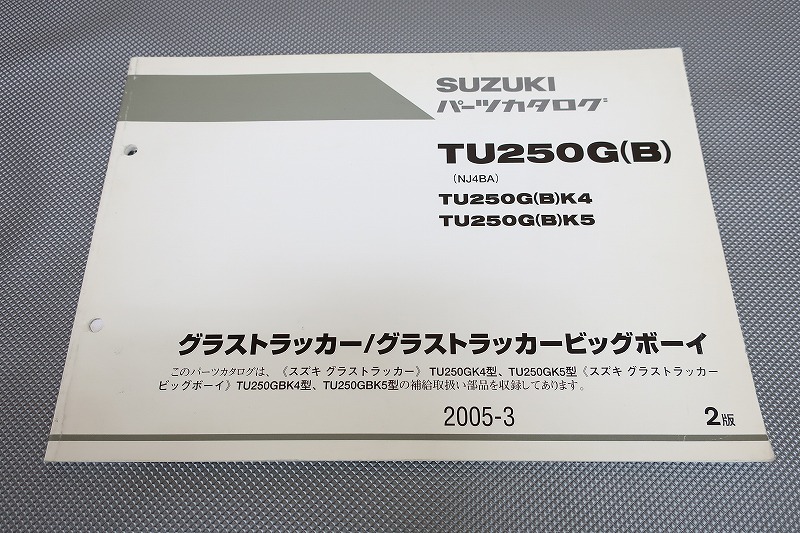 SUZUKI
パーツカタログ
TU250G(B)
(NJ4BA)
TU250G(B)K4
TU250G(B)K5
グラストラッカー/グラストラッカービッグボーイ
このパーツカタログは、《スズキ グラストラッカー》 TU250GK4型、TU250GK5型《スズキ グラストラッカー
ビッグボーイ》TU250GBK4型、TU250GBK5型の補給取扱い部品を収録してあります。
2005-3
2版